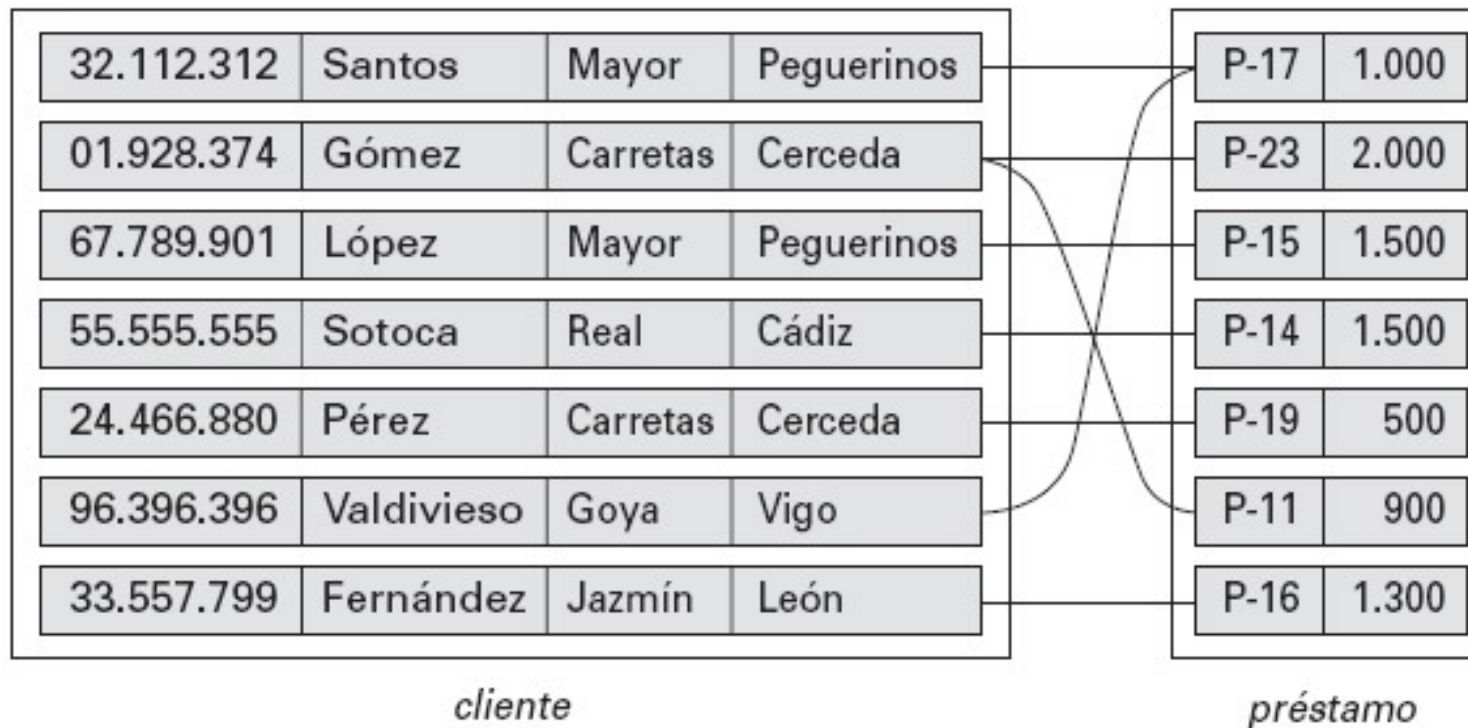 32.112.312 Santos Mayor Peguerinos P-17 1.000
01.928.374 Gómez Carretas Cerceda P-23 2.000
67.789.901 López Mayor Peguerinos P-15 1.500
55.555.555 Sotoca Real Cádiz P-14 1.500
24.466.880 Pérez Carretas Cerceda P-19 500
96.396.396 Valdivieso Goya Vigo P-11 900
33.557.799 Fernández Jazmín León P-16 1.300
cliente préstamo